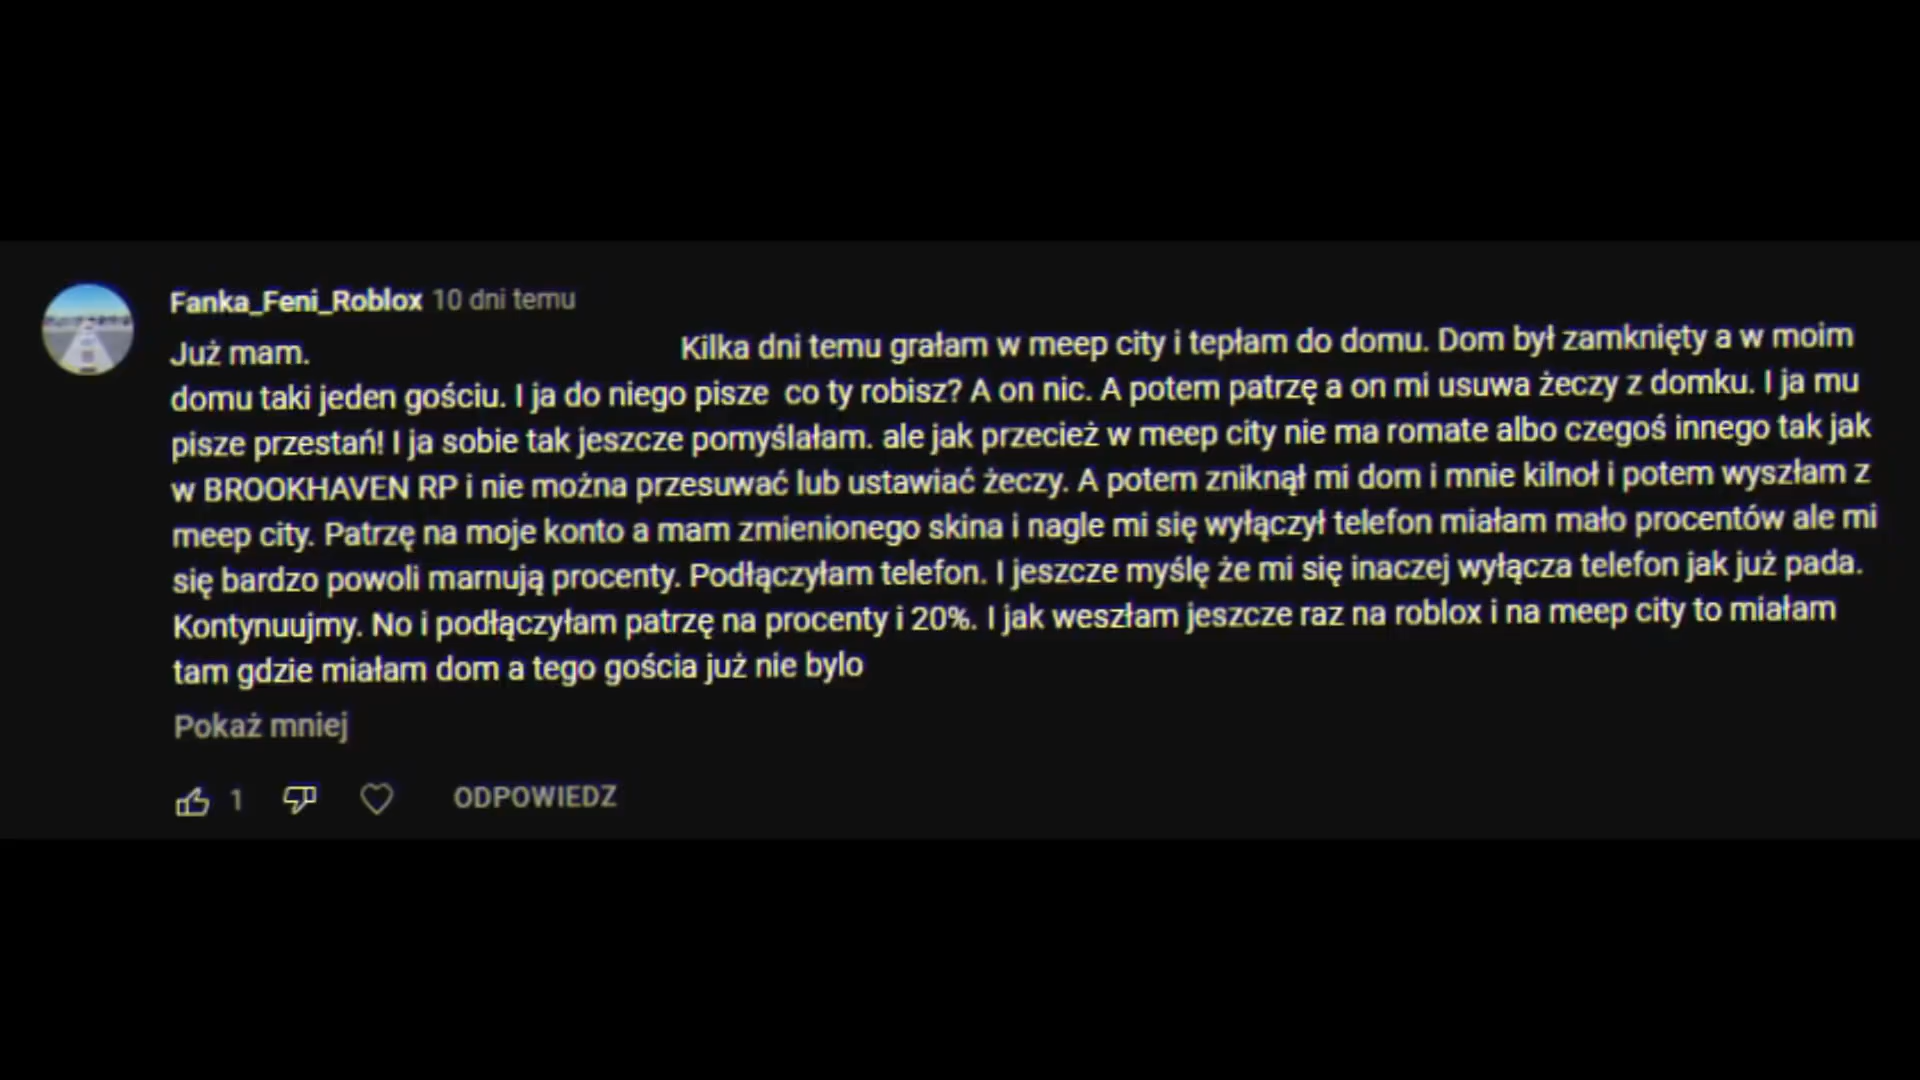 Fanka_Feni_Roblox 10 dni temu
Już mam. Kilka dni temu grałam w meep city i tepłam do domu. Dom był zamknięty a w moim
domu taki jeden gościu. I ja do niego pisze  co ty robisz? A on nic. A potem patrzę a on mi usuwa żeczy z domku. I ja mu
pisze przestań! I ja sobie tak jeszcze pomyślałam. ale jak przecież w meep city nie ma romate albo czegoś innego tak jak
w BROOKHAVEN RP i nie można przesuwać lub ustawiać żeczy. A potem zniknął mi dom i mnie kilnoł i potem wyszłam z
meep city. Patrzę na moje konto a mam zmienionego skina i nagle mi się wyłączył telefon miałam mało procentów ale mi
się bardzo powoli marnują procenty. Podłączyłam telefon. I jeszcze myślę że mi się inaczej wyłącza telefon jak już pada.
Kontynuujmy. No i podłączyłam patrzę na procenty i 20%. I jak weszłam jeszcze raz na roblox i na meep city to miałam
tam gdzie miałam dom a tego gościa już nie bylo
Pokaż mniej
1 ODPOWIEDZ